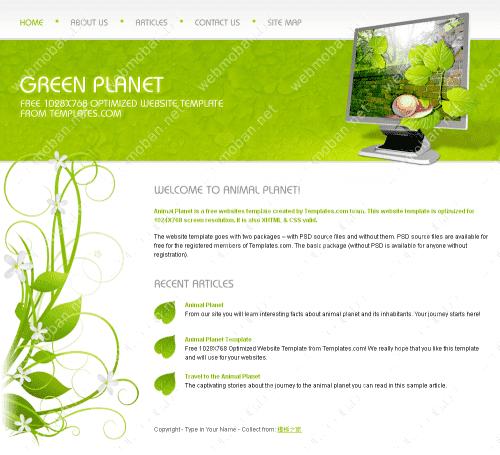 HOME • ABOUT US • ARTICLES • CONTACT US • SITE MAP
GREEN PLANET
FREE 1028X768 OPTIMIZED WEBSITE TEMPLATE
FROM TEMPLATES.COM
WELCOME TO ANIMAL PLANET!
Animal Planet is a free websites template created by Templates.com team. This website template is optimized for
1024X768 screen resolution. It is also XHTML & CSS valid.
The website template goes with two packages – with PSD source files and without them. PSD source files are available for
free for the registered members of Templates.com. The basic package (without PSD is available for anyone without
registration).
RECENT ARTICLES
Animal Planet
From our site you will learn interesting facts about animal planet and its inhabitants. Your journey starts here!
Animal Planet Template
Free 1028X768 Optimized Website Template from Templates.com! We really hope that you like this template
and will use for your websites.
Travel to the Animal Planet
The captivating stories about the journey to the animal planet you can read in this sample article.
Copyright - Type in Your Name - Collect from: 模板之家
webmoban.net